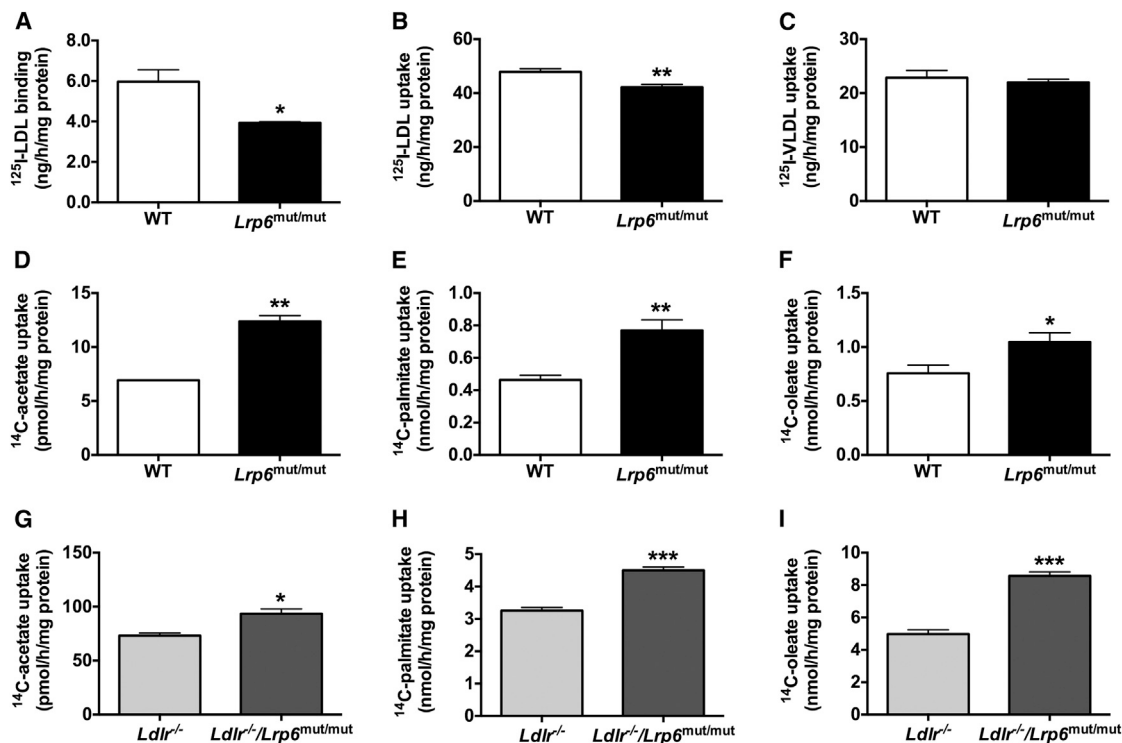 A
¹²⁵I-LDL binding
(ng/h/mg protein)
8.0
6.0
4.0
2.0
0.0
*
WT
Lrp6mut/mut
B
¹²⁵I-LDL uptake
(ng/h/mg protein)
60
40
20
0
**
WT
Lrp6mut/mut
C
¹²⁵I-VLDL uptake
(ng/h/mg protein)
30
20
10
0
WT
Lrp6mut/mut
D
¹⁴C-acetate uptake
(pmol/h/mg protein)
15
10
5
0
**
WT
Lrp6mut/mut
E
¹⁴C-palmitate uptake
(nmol/h/mg protein)
1.0
0.8
0.6
0.4
0.2
0.0
**
WT
Lrp6mut/mut
F
¹⁴C-oleate uptake
(nmol/h/mg protein)
1.5
1.0
0.5
0.0
*
WT
Lrp6mut/mut
G
¹⁴C-acetate uptake
(pmol/h/mg protein)
150
100
50
0
*
Ldlr-/-
Ldlr-/-/Lrp6mut/mut
H
¹⁴C-palmitate uptake
(nmol/h/mg protein)
5
4
3
2
1
0
***
Ldlr-/-
Ldlr-/-/Lrp6mut/mut
I
¹⁴C-oleate uptake
(nmol/h/mg protein)
10
8
6
4
2
0
***
Ldlr-/-
Ldlr-/-/Lrp6mut/mut